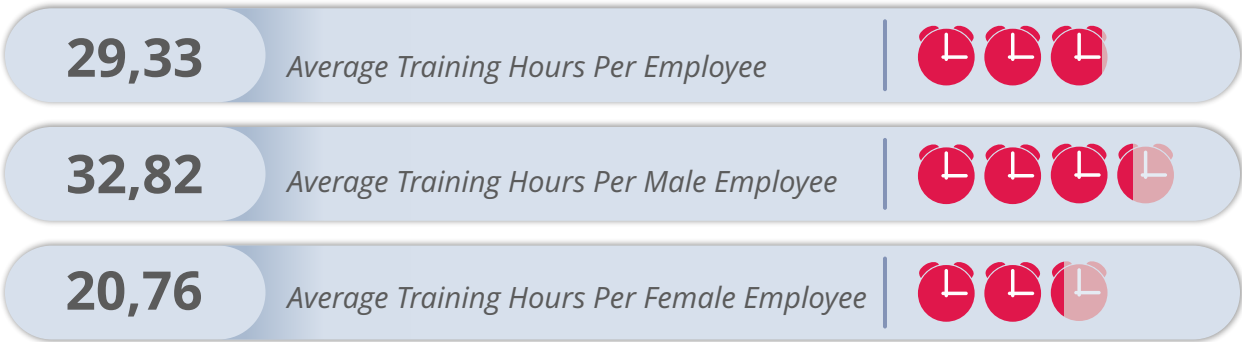 29,33 Average Training Hours Per Employee
32,82 Average Training Hours Per Male Employee
20,76 Average Training Hours Per Female Employee